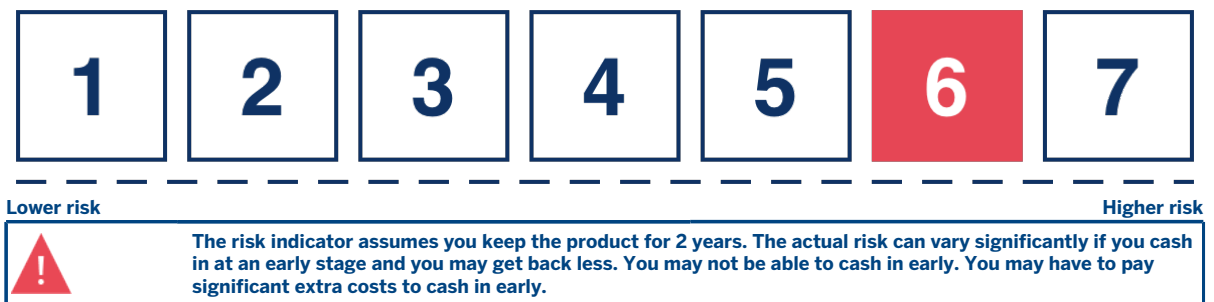 1 2 3 4 5 6 7
Lower risk Higher risk
!
The risk indicator assumes you keep the product for 2 years. The actual risk can vary significantly if you cash
in at an early stage and you may get back less. You may not be able to cash in early. You may have to pay
significant extra costs to cash in early.